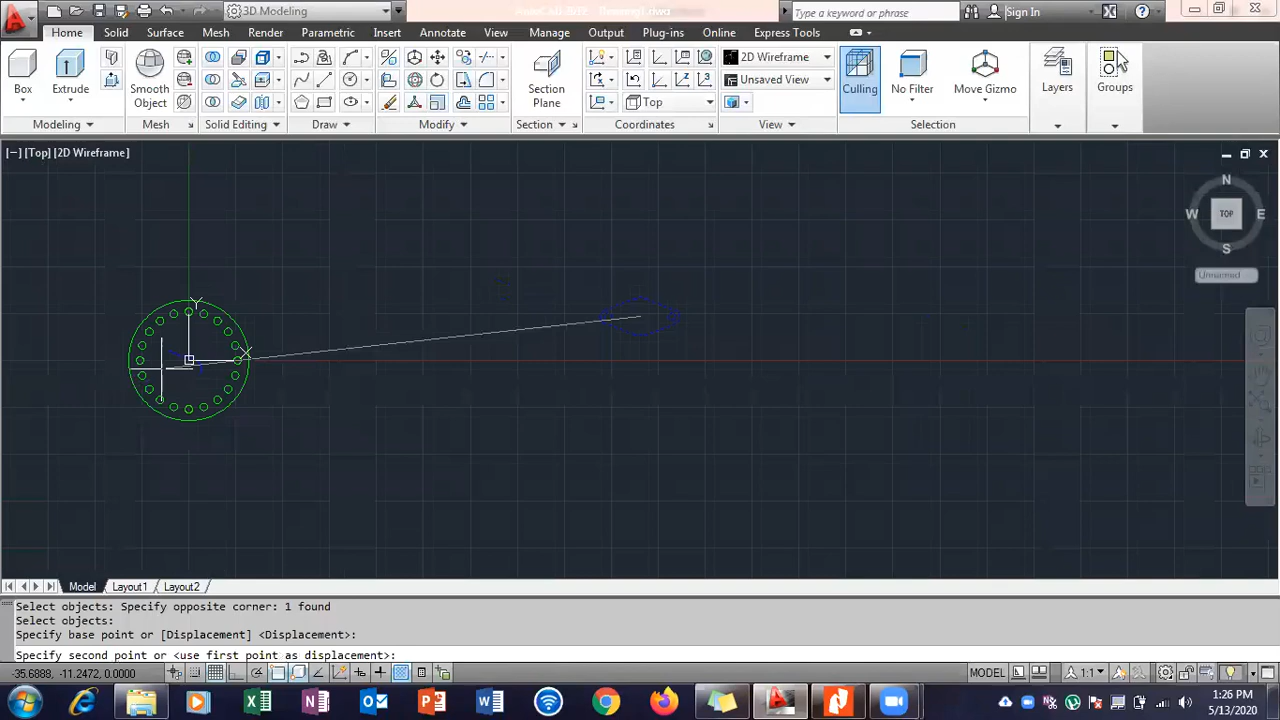 3D Modeling
Type a keyword or phrase
Sign In
Home Solid Surface Mesh Render Parametric Insert Annotate View Manage Output Plug-ins Online Express Tools
Box
Extrude
Smooth Object
Section Plane
2D Wireframe
Unsaved View
Top
Culling
No Filter
Move Gizmo
Layers
Groups
Modeling Mesh Solid Editing Draw Modify Section Coordinates View Selection
[−] [Top] [2D Wireframe]
N
W TOP E
S
Unnamed
Y
X
Model Layout1 Layout2
Select objects: Specify opposite corner: 1 found
Select objects:
Specify base point or [Displacement] <Displacement>:
Specify second point or <use first point as displacement>:
-35.6888, -11.2472, 0.0000
MODEL
1:1
1:26 PM
5/13/2020